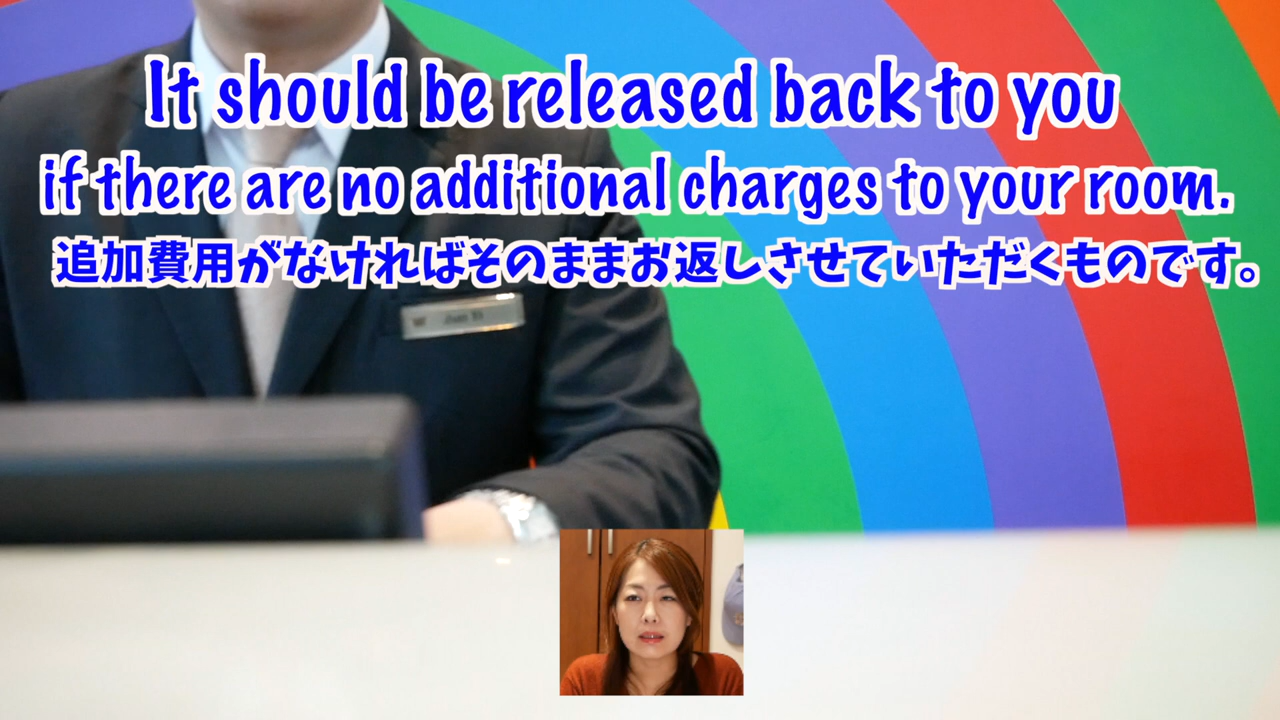 It should be released back to you
if there are no additional charges to your room.
追加費用がなければそのままお返しさせていただくものです。